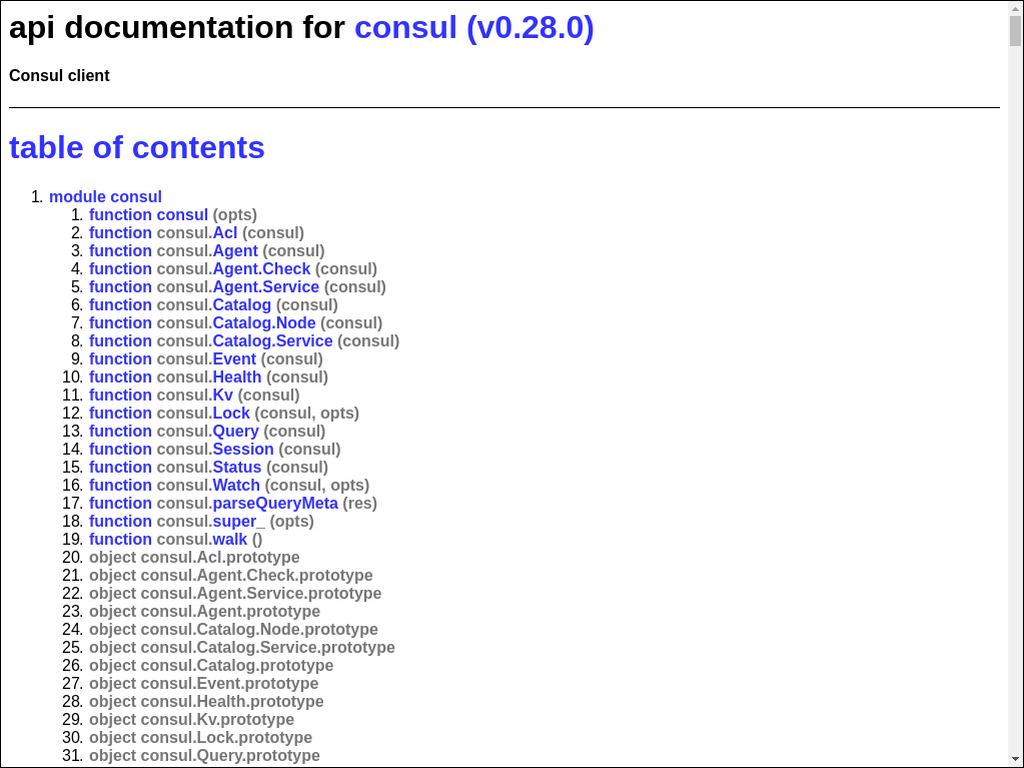 api documentation for consul (v0.28.0)
Consul client
table of contents
1. module consul
1. function consul (opts)
2. function consul.Acl (consul)
3. function consul.Agent (consul)
4. function consul.Agent.Check (consul)
5. function consul.Agent.Service (consul)
6. function consul.Catalog (consul)
7. function consul.Catalog.Node (consul)
8. function consul.Catalog.Service (consul)
9. function consul.Event (consul)
10. function consul.Health (consul)
11. function consul.Kv (consul)
12. function consul.Lock (consul, opts)
13. function consul.Query (consul)
14. function consul.Session (consul)
15. function consul.Status (consul)
16. function consul.Watch (consul, opts)
17. function consul.parseQueryMeta (res)
18. function consul.super_ (opts)
19. function consul.walk ()
20. object consul.Acl.prototype
21. object consul.Agent.Check.prototype
22. object consul.Agent.Service.prototype
23. object consul.Agent.prototype
24. object consul.Catalog.Node.prototype
25. object consul.Catalog.Service.prototype
26. object consul.Catalog.prototype
27. object consul.Event.prototype
28. object consul.Health.prototype
29. object consul.Kv.prototype
30. object consul.Lock.prototype
31. object consul.Query.prototype